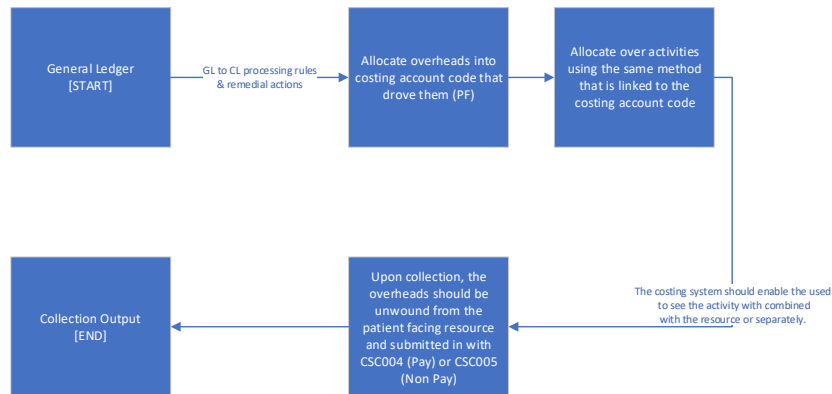 General Ledger
[START]
GL to CL processing rules
& remedial actions
Allocate overheads into
costing account code that
drove them (PF)
Allocate over activities
using the same method
that is linked to the
costing account code
The costing system should enable the used
to see the activity with combined
with the resource or separately.
Upon collection, the
overheads should be
unwound from the
patient facing resource
and submitted in with
CSC004 (Pay) or CSC005
(Non Pay)
Collection Output
[END]